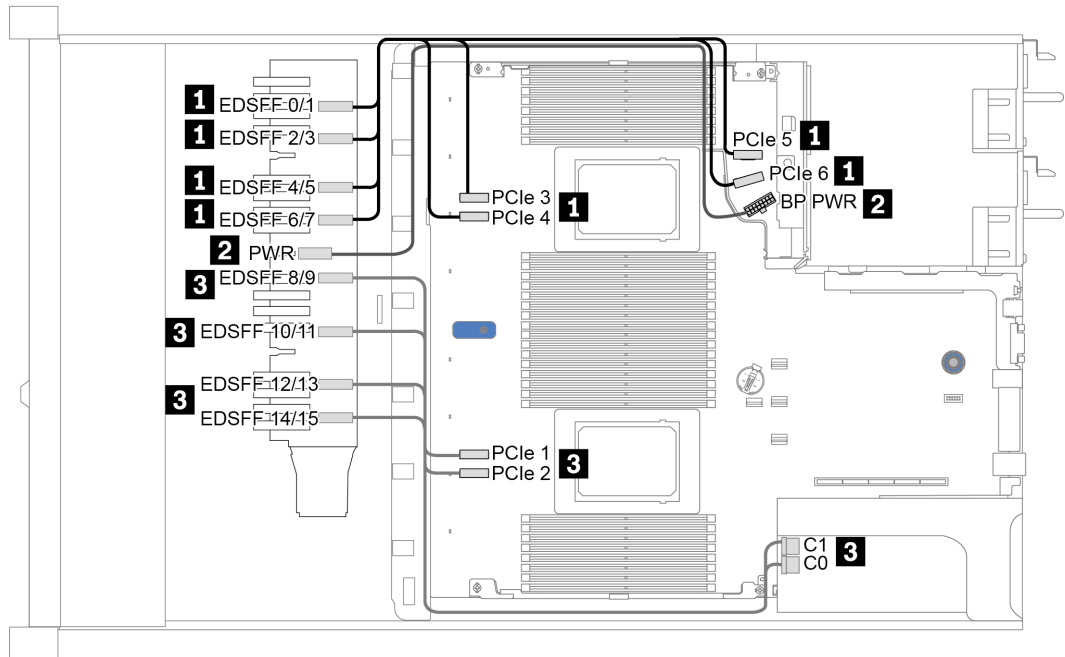 1 EDSFF 0/1
1 EDSFF 2/3
1 EDSFF 4/5
1 EDSFF 6/7
2 PWR
3 EDSFF 8/9
3 EDSFF 10/11
3 EDSFF 12/13
EDSFF 14/15
PCIe 3
PCIe 4 1
PCIe 5 1
PCIe 6 1
BP PWR 2
PCIe 1
PCIe 2 3
C1 3
C0